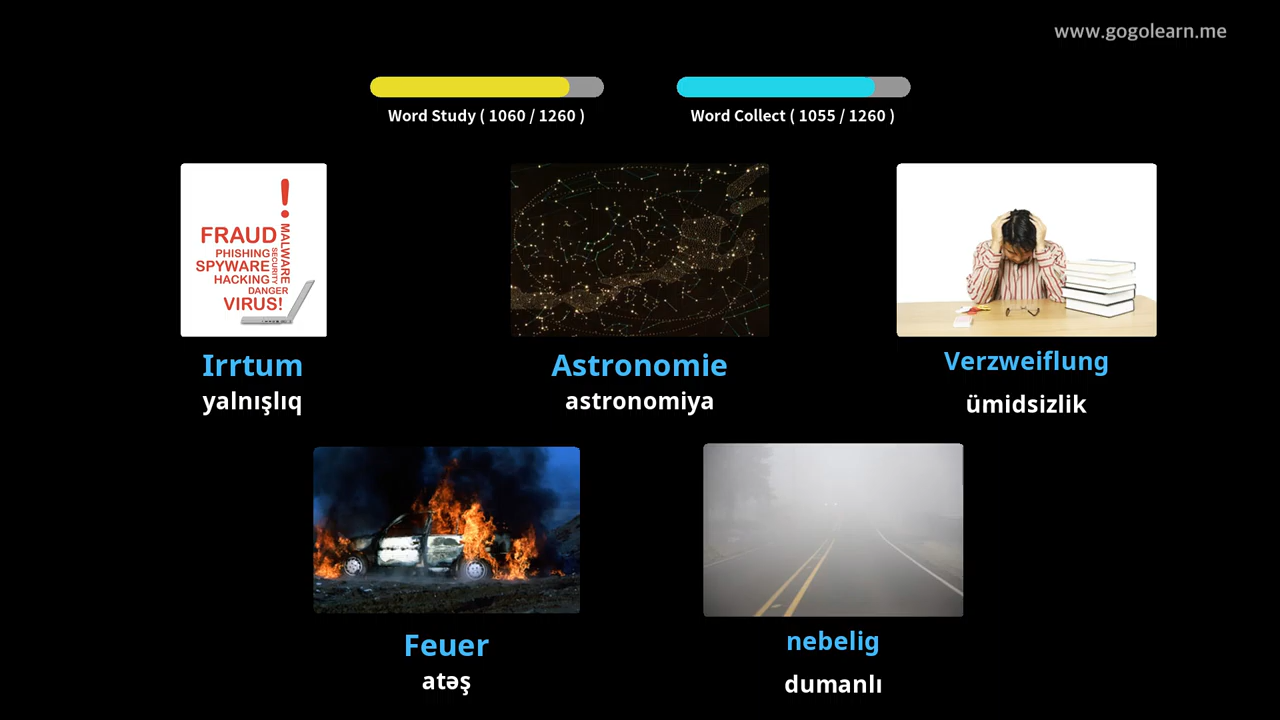 www.gogolearn.me
Word Study ( 1060 / 1260 )
Word Collect ( 1055 / 1260 )
!
FRAUD
PHISHING
SPYWARE
HACKING
DANGER
VIRUS!
MALWARE
SECURITY
Irrtum
yalnışlıq
Astronomie
astronomiya
Verzweiflung
ümidsizlik
Feuer
atəş
nebelig
dumanlı